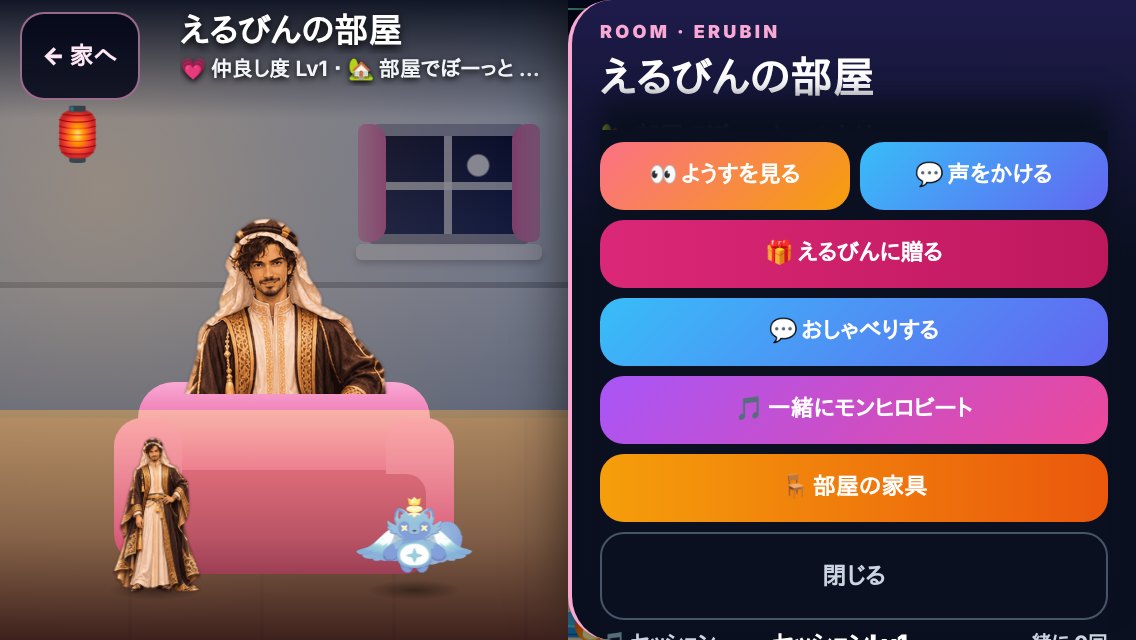 ← 家へ
えるびんの部屋
💗 仲良し度 Lv1 · 🏡 部屋でぼーっと …
ROOM · ERUBIN
えるびんの部屋
👀 ようすを見る
💬 声をかける
🎁 えるびんに贈る
💬 おしゃべりする
🎵 一緒にモンヒロビート
🪑 部屋の家具
閉じる